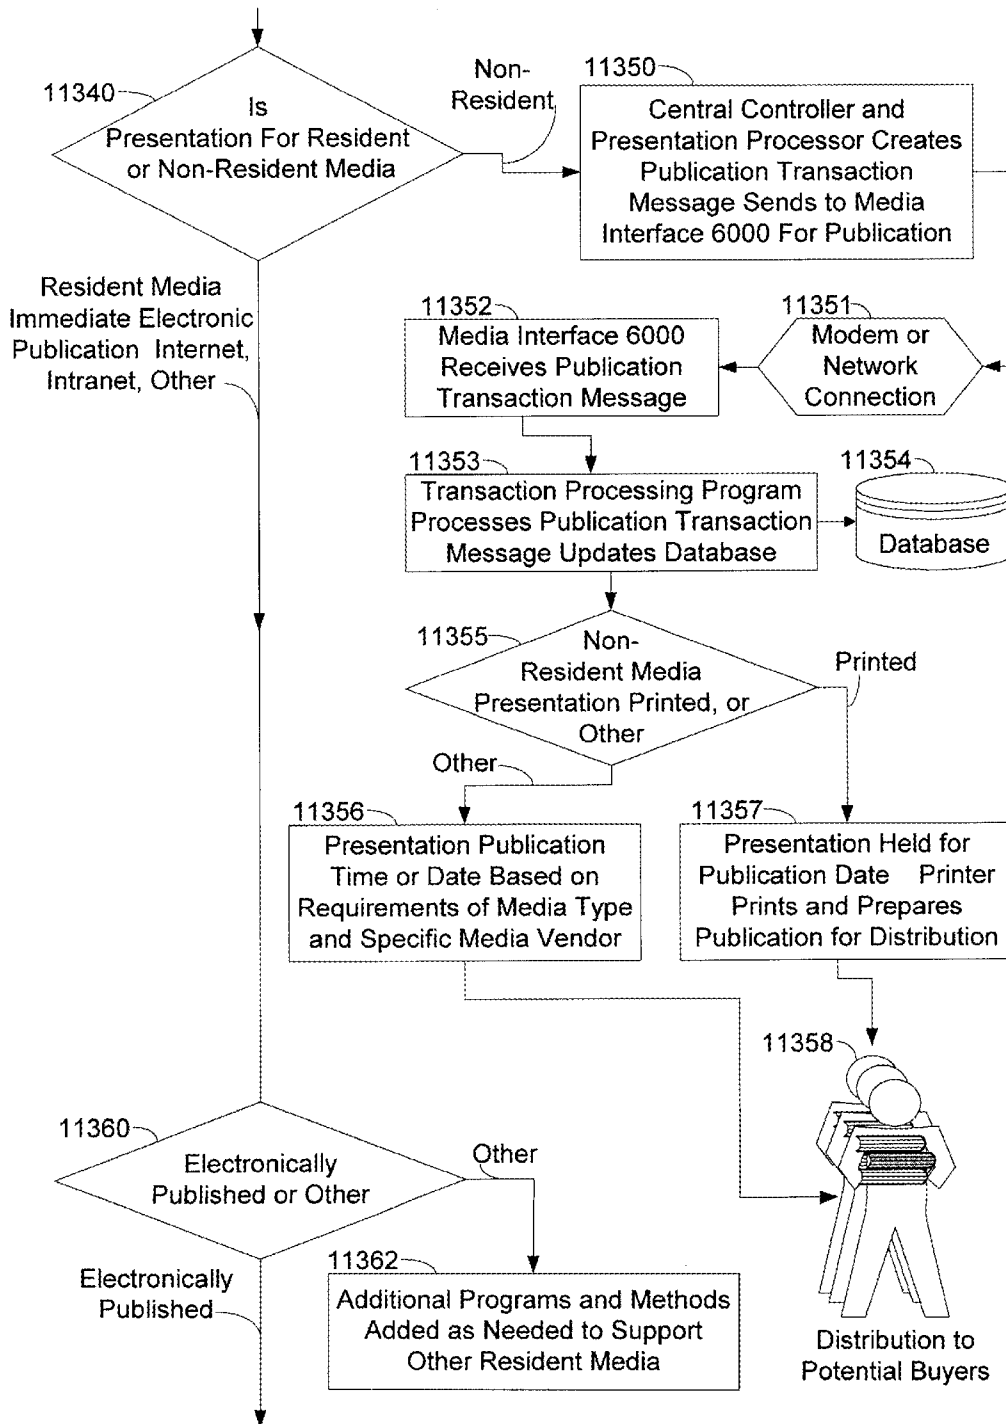 11340
Is
Presentation For Resident
or Non-Resident Media
Non-
Resident
11350
Central Controller and
Presentation Processor Creates
Publication Transaction
Message Sends to Media
Interface 6000 For Publication
Resident Media
Immediate Electronic
Publication Internet,
Intranet, Other
11352
Media Interface 6000
Receives Publication
Transaction Message
11351
Modem or
Network
Connection
11353
Transaction Processing Program
Processes Publication Transaction
Message Updates Database
11354
Database
11355
Non-
Resident Media
Presentation Printed, or
Other
Printed
Other
11356
Presentation Publication
Time or Date Based on
Requirements of Media Type
and Specific Media Vendor
11357
Presentation Held for
Publication Date Printer
Prints and Prepares
Publication for Distribution
11358
Distribution to
Potential Buyers
11360
Electronically
Published or Other
Other
Electronically
Published
11362
Additional Programs and Methods
Added as Needed to Support
Other Resident Media